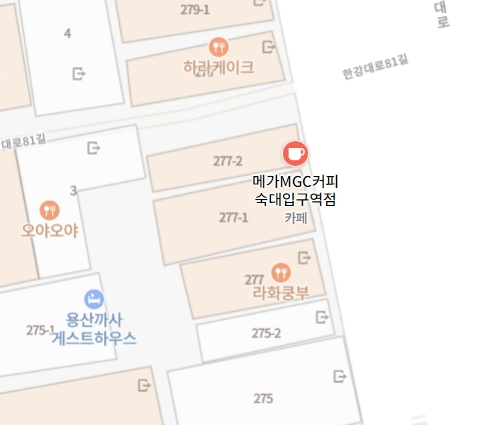 279-1
대로
4
하라케이크
한강대로81길
대로81길
277-2
메가MGC커피
숙대입구역점
카페
3
277-1
오야오야
277
라화쿵부
275-1
용산까사
게스트하우스
275-2
275